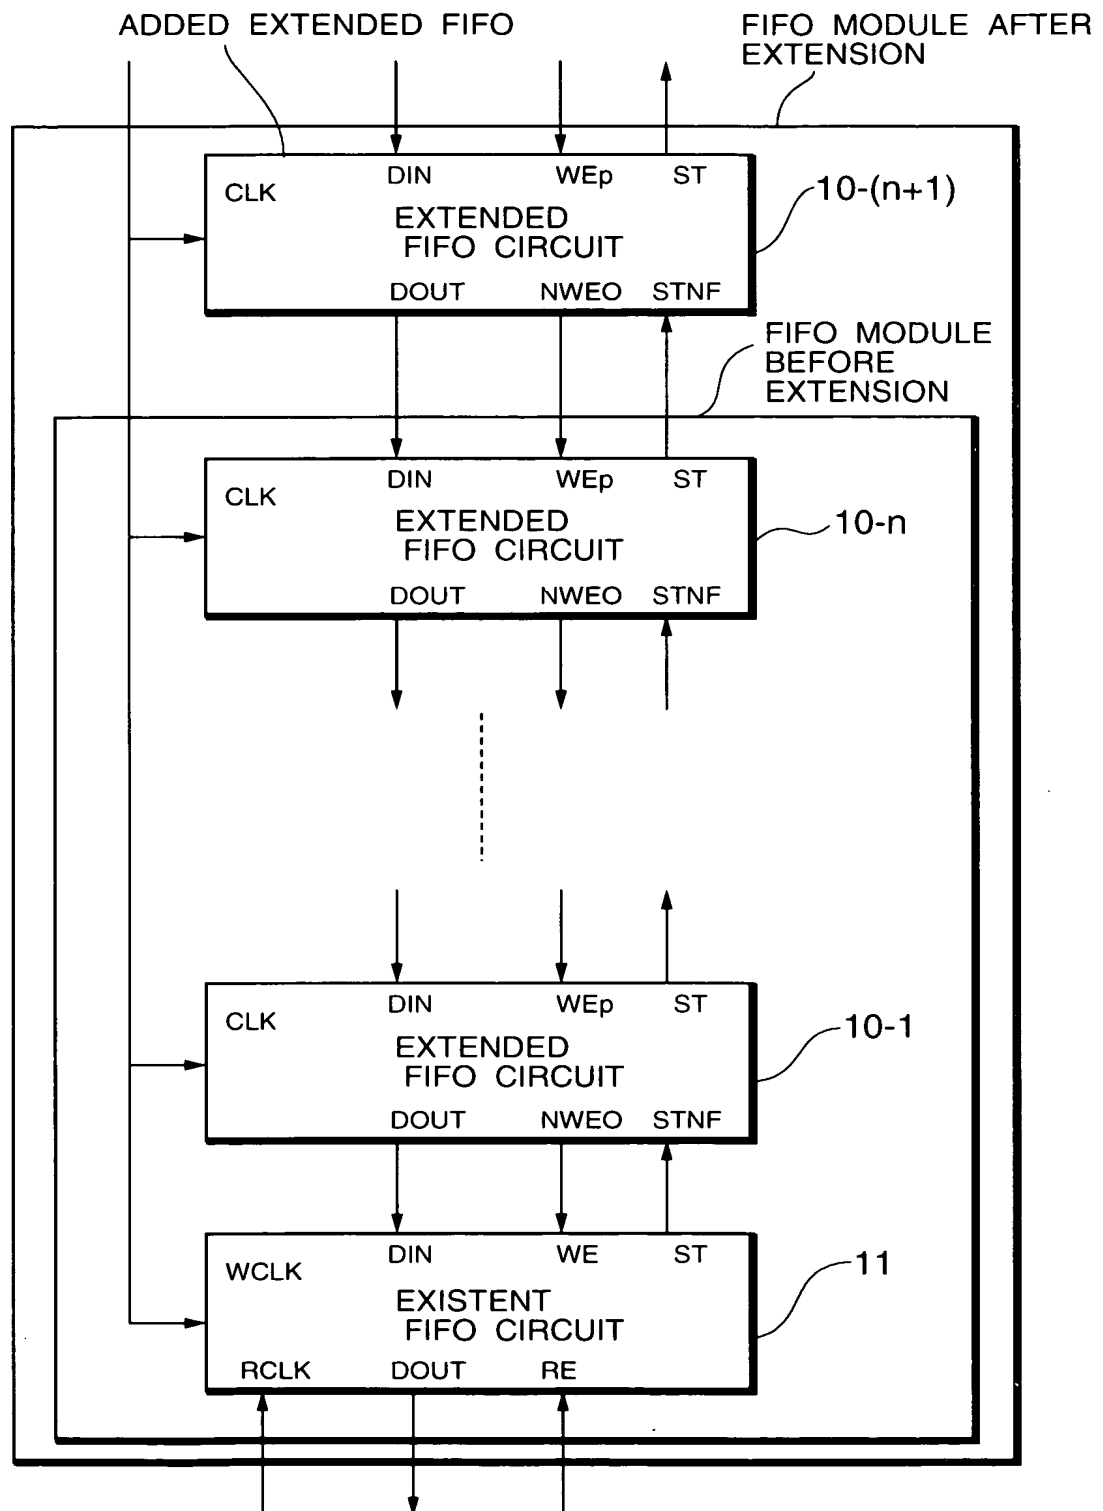 ADDED EXTENDED FIFO
FIFO MODULE AFTER
EXTENSION
CLK
DIN
WEp
ST
EXTENDED
FIFO CIRCUIT
DOUT
NWEO
STNF
10-(n+1)
FIFO MODULE
BEFORE
EXTENSION
CLK
DIN
WEp
ST
EXTENDED
FIFO CIRCUIT
DOUT
NWEO
STNF
10-n
CLK
DIN
WEp
ST
EXTENDED
FIFO CIRCUIT
DOUT
NWEO
STNF
10-1
WCLK
DIN
WE
ST
EXISTENT
FIFO CIRCUIT
RCLK
DOUT
RE
11